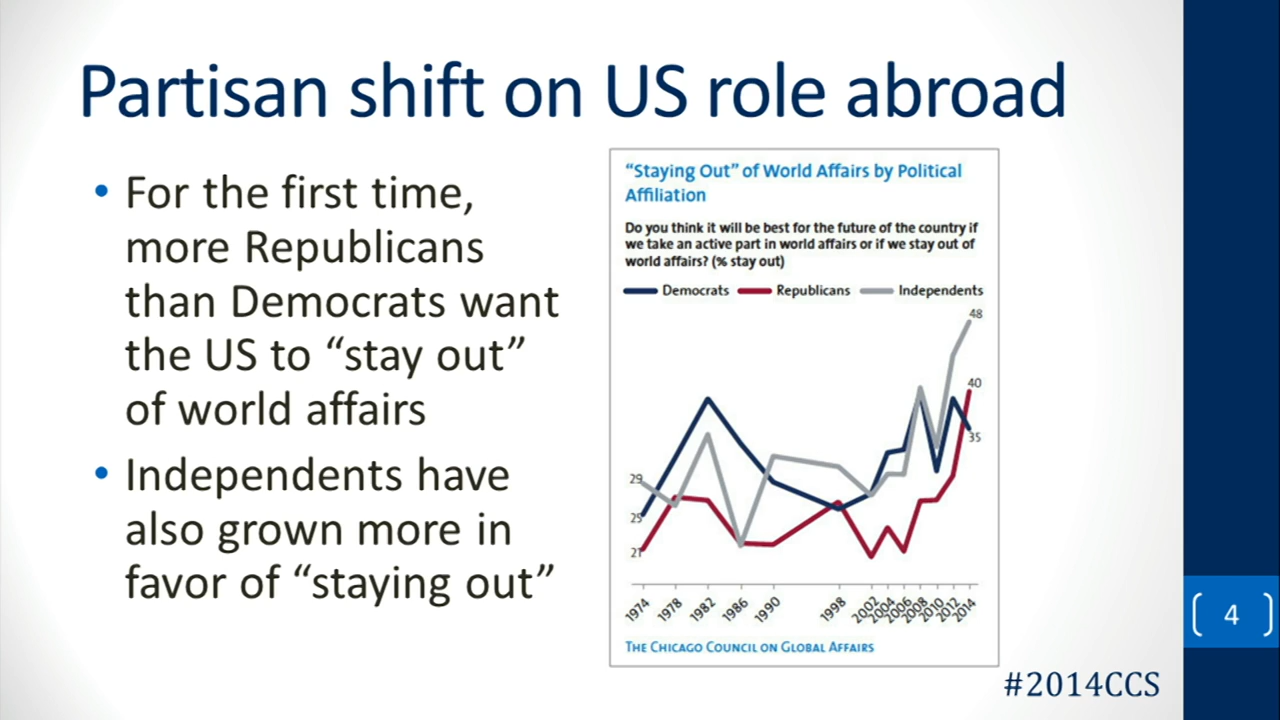 Partisan shift on US role abroad
• For the first time,
more Republicans
than Democrats want
the US to “stay out”
of world affairs
• Independents have
also grown more in
favor of “staying out”
“Staying Out” of World Affairs by Political
Affiliation
Do you think it will be best for the future of the country if
we take an active part in world affairs or if we stay out of
world affairs? (% stay out)
Democrats Republicans Independents
48
40
35
29
25
21
1974 1978 1982 1986 1990 1998 2002 2004 2006 2008 2010 2012 2014
THE CHICAGO COUNCIL ON GLOBAL AFFAIRS
4
#2014CCS